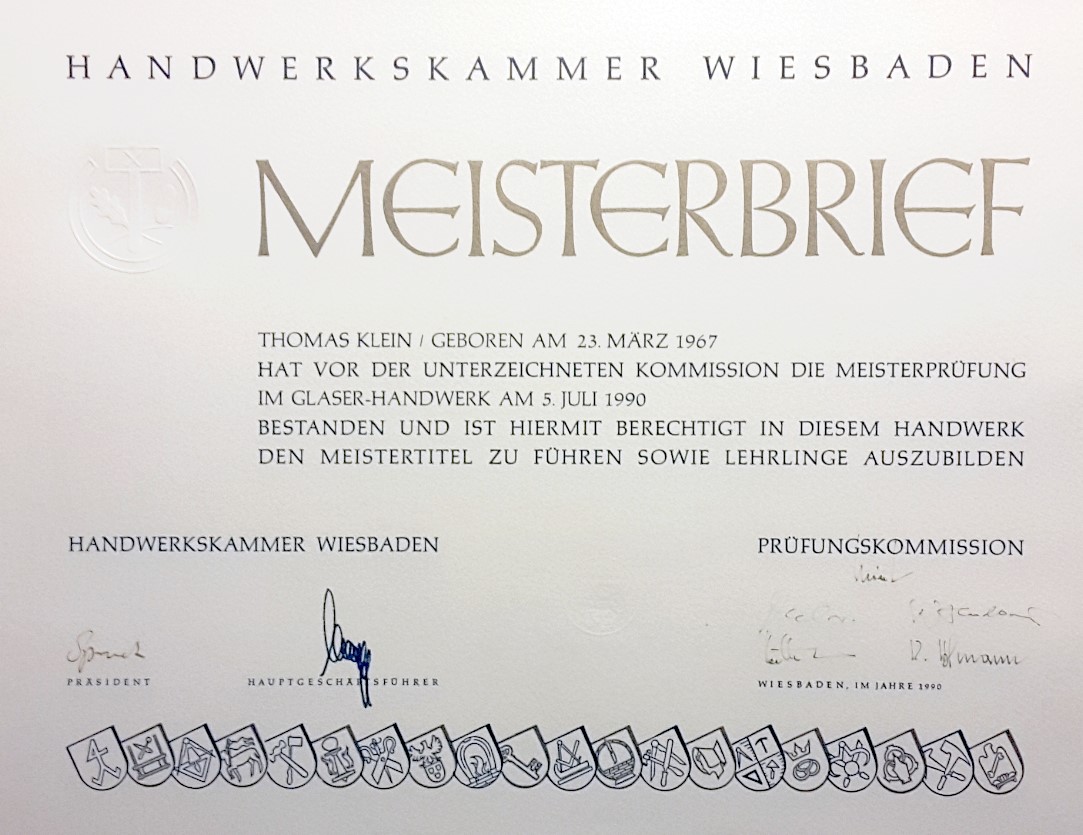 HANDWERKSKAMMER WIESBADEN
MEISTERBRIEF
THOMAS KLEIN / GEBOREN AM 23. MÄRZ 1967
HAT VOR DER UNTERZEICHNETEN KOMMISSION DIE MEISTERPRÜFUNG
IM GLASER-HANDWERK AM 5. JULI 1990
BESTANDEN UND IST HIERMIT BERECHTIGT IN DIESEM HANDWERK
DEN MEISTERTITEL ZU FÜHREN SOWIE LEHRLINGE AUSZUBILDEN
HANDWERKSKAMMER WIESBADEN
PRÜFUNGSKOMMISSION
PRÄSIDENT
HAUPTGESCHÄFTSFÜHRER
WIESBADEN, IM JAHRE 1990